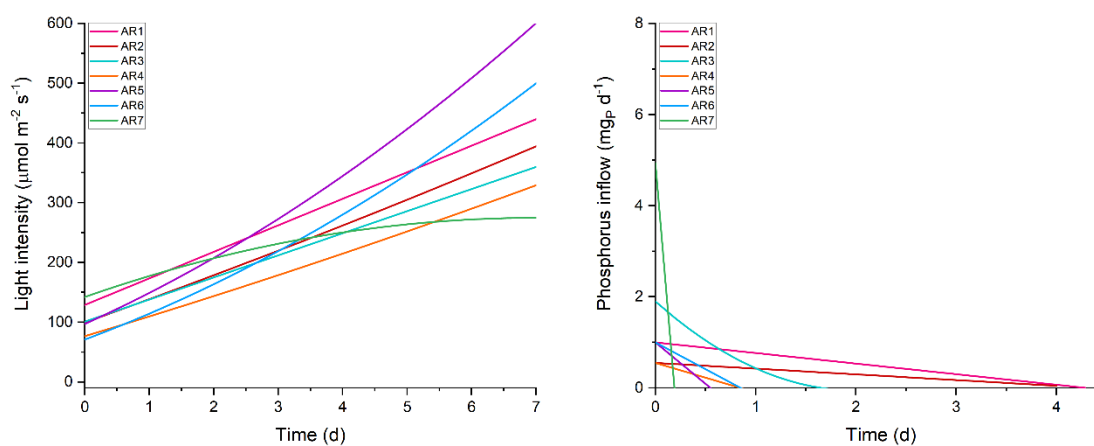 Light intensity (μmol m⁻² s⁻¹)
600
500
400
300
200
100
0
AR1
AR2
AR3
AR4
AR5
AR6
AR7
0 1 2 3 4 5 6 7
Time (d)
Phosphorus inflow (mgP d⁻¹)
8
6
4
2
0
AR1
AR2
AR3
AR4
AR5
AR6
AR7
0 1 2 3 4
Time (d)